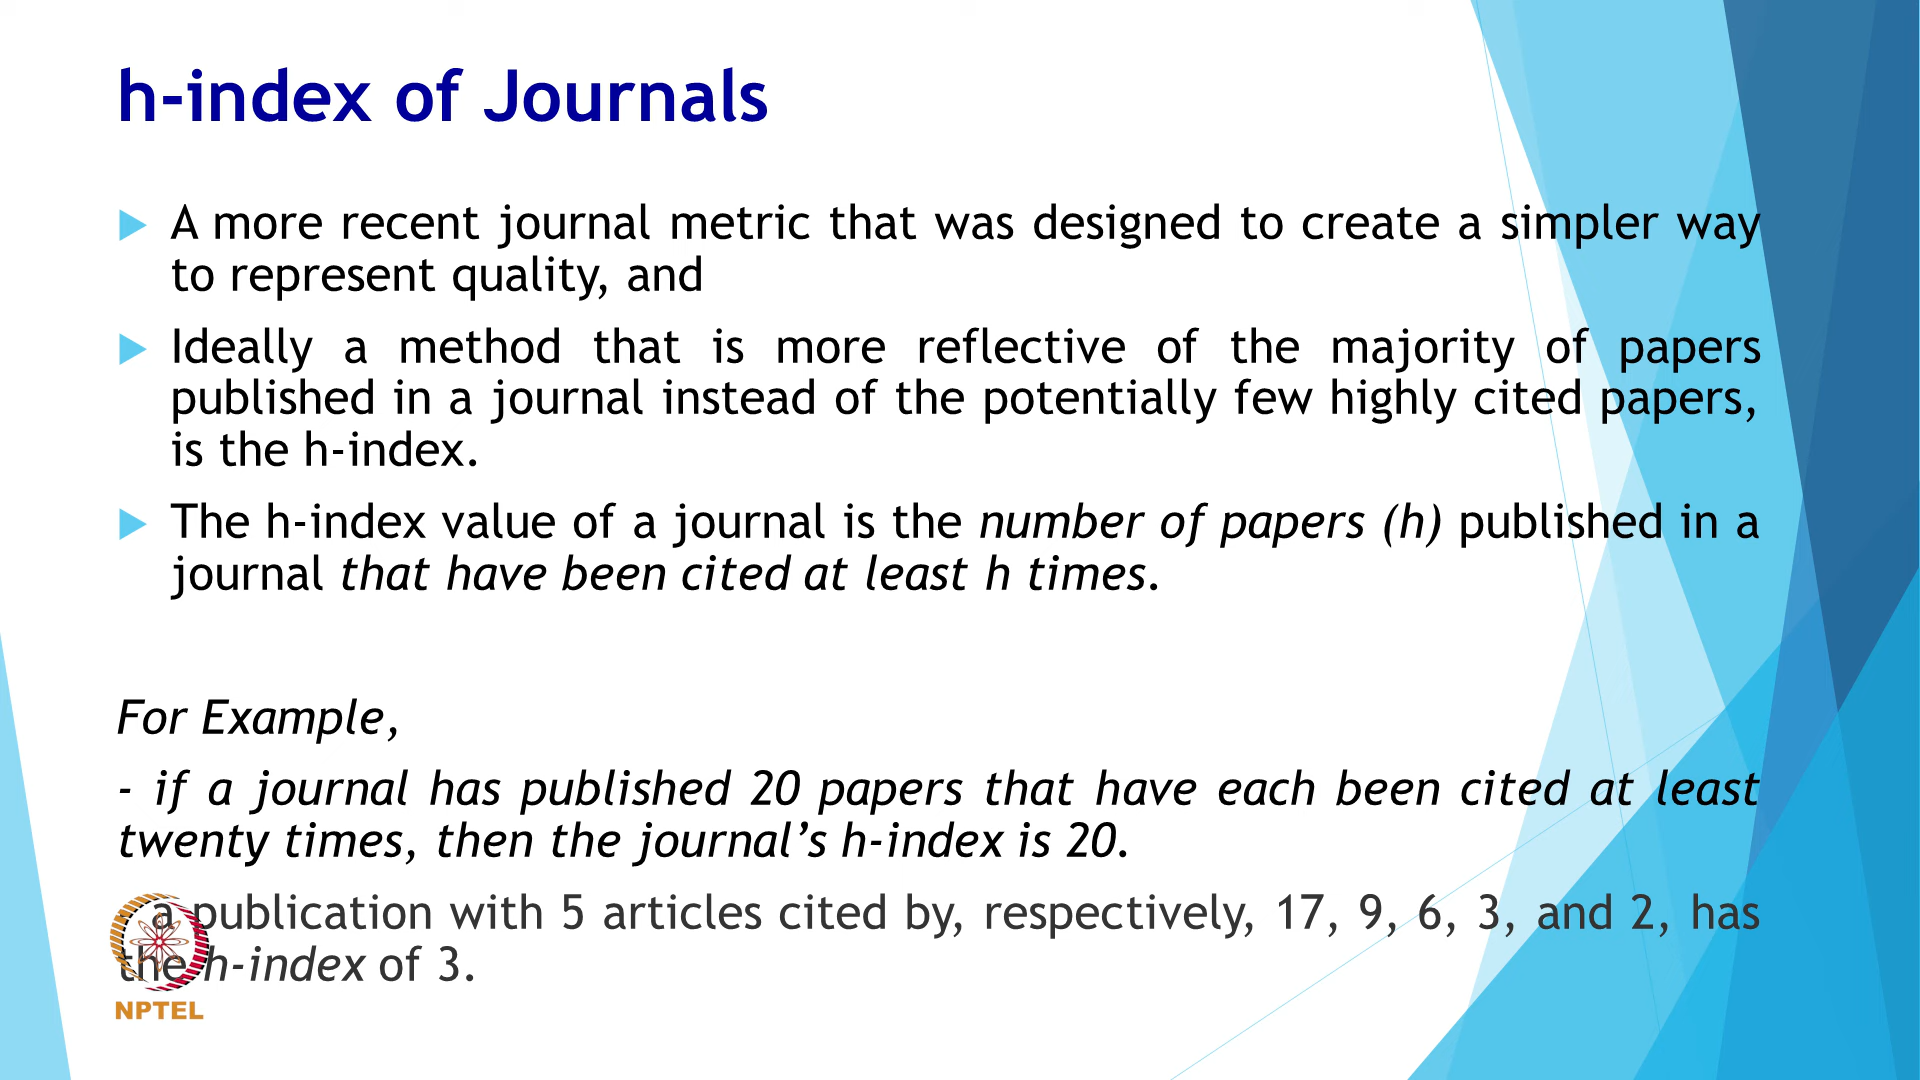 h-index of Journals
A more recent journal metric that was designed to create a simpler way
to represent quality, and
Ideally a method that is more reflective of the majority of papers
published in a journal instead of the potentially few highly cited papers,
is the h-index.
The h-index value of a journal is the number of papers (h) published in a
journal that have been cited at least h times.
For Example,
- if a journal has published 20 papers that have each been cited at least
twenty times, then the journal’s h-index is 20.
a publication with 5 articles cited by, respectively, 17, 9, 6, 3, and 2, has
the h-index of 3.
NPTEL